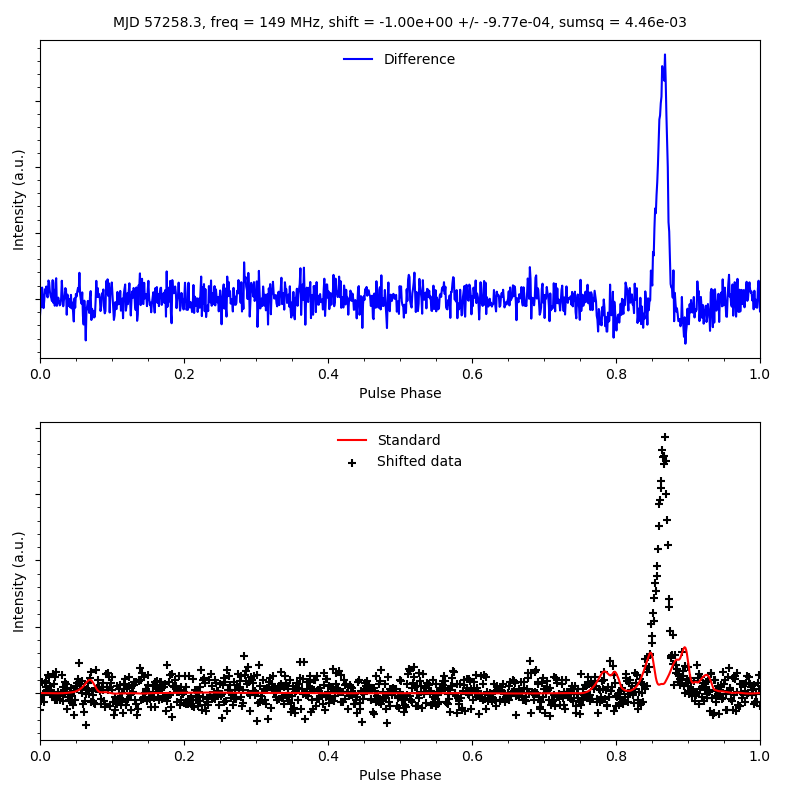 MJD 57258.3, freq = 149 MHz, shift = -1.00e+00 +/- -9.77e-04, sumsq = 4.46e-03
Difference
Intensity (a.u.)
0.0 0.2 0.4 0.6 0.8 1.0
Pulse Phase
Standard
Shifted data
Intensity (a.u.)
0.0 0.2 0.4 0.6 0.8 1.0
Pulse Phase